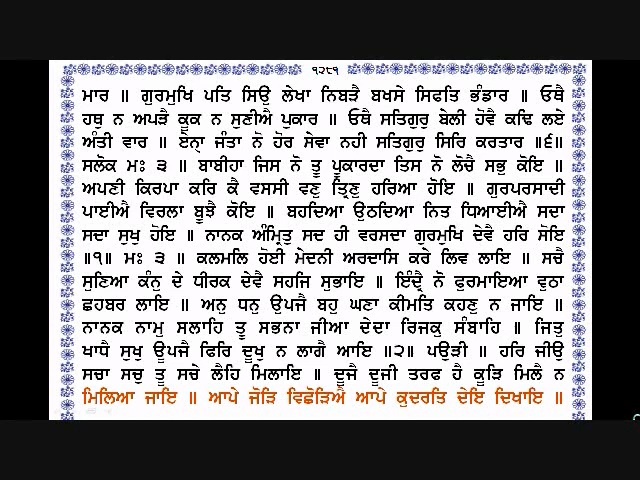 ੧੨੮੧
ਮਾਰ ॥ ਗੁਰਮੁਖਿ ਪਤਿ ਸਿਉ ਲੇਖਾ ਨਿਬੜੈ ਬਖਸੇ ਸਿਫਤਿ ਭੰਡਾਰ ॥ ਓਥੈ
ਹਥੁ ਨ ਅਪੜੈ ਕੂਕ ਨ ਸੁਣੀਐ ਪੁਕਾਰ ॥ ਓਥੈ ਸਤਿਗੁਰੁ ਬੇਲੀ ਹੋਵੈ ਕਢਿ ਲਏ
ਅੰਤੀ ਵਾਰ ॥ ਏਨਾ ਜੰਤਾ ਨੋ ਹੋਰ ਸੇਵਾ ਨਹੀ ਸਤਿਗੁਰੁ ਸਿਰਿ ਕਰਤਾਰ ॥੬॥
ਸਲੋਕ ਮਃ ੩ ॥ ਬਾਬੀਹਾ ਜਿਸ ਨੋ ਤੂ ਪੂਕਾਰਦਾ ਤਿਸ ਨੋ ਲੋਚੈ ਸਭੁ ਕੋਇ ॥
ਅਪਣੀ ਕਿਰਪਾ ਕਰਿ ਕੈ ਵਸਸੀ ਵਣੁ ਤ੍ਰਿਣੁ ਹਰਿਆ ਹੋਇ ॥ ਗੁਰਪਰਸਾਦੀ
ਪਾਈਐ ਵਿਰਲਾ ਬੂਝੈ ਕੋਇ ॥ ਬਹਦਿਆ ਉਠਦਿਆ ਨਿਤ ਧਿਆਈਐ ਸਦਾ
ਸਦਾ ਸੁਖੁ ਹੋਇ ॥ ਨਾਨਕ ਅੰਮ੍ਰਿਤੁ ਸਦ ਹੀ ਵਰਸਦਾ ਗੁਰਮੁਖਿ ਦੇਵੈ ਹਰਿ ਸੋਇ
॥੧॥ ਮਃ ੩ ॥ ਕਲਮਲਿ ਹੋਈ ਮੇਦਨੀ ਅਰਦਾਸਿ ਕਰੇ ਲਿਵ ਲਾਇ ॥ ਸਚੈ
ਸੁਣਿਆ ਕੰਨੁ ਦੇ ਧੀਰਕ ਦੇਵੈ ਸਹਜਿ ਸੁਭਾਇ ॥ ਇੰਦ੍ਰੈ ਨੋ ਫੁਰਮਾਇਆ ਵੁਠਾ
ਛਹਬਰ ਲਾਇ ॥ ਅਨੁ ਧਨੁ ਉਪਜੈ ਬਹੁ ਘਣਾ ਕੀਮਤਿ ਕਹਣੁ ਨ ਜਾਇ ॥
ਨਾਨਕ ਨਾਮੁ ਸਲਾਹਿ ਤੂ ਸਭਨਾ ਜੀਆ ਦੇਦਾ ਰਿਜਕੁ ਸੰਬਾਹਿ ॥ ਜਿਤੁ
ਖਾਧੈ ਸੁਖੁ ਊਪਜੈ ਫਿਰਿ ਦੂਖੁ ਨ ਲਾਗੈ ਆਇ ॥੨॥ ਪਉੜੀ ॥ ਹਰਿ ਜੀਉ
ਸਚਾ ਸਚੁ ਤੂ ਸਚੇ ਲੈਹਿ ਮਿਲਾਇ ॥ ਦੂਜੈ ਦੂਜੀ ਤਰਫ ਹੈ ਕੂੜਿ ਮਿਲੈ ਨ
ਮਿਲਿਆ ਜਾਇ ॥ ਆਪੇ ਜੋੜਿ ਵਿਛੋੜਿਐ ਆਪੇ ਕੁਦਰਤਿ ਦੇਇ ਦਿਖਾਇ ॥